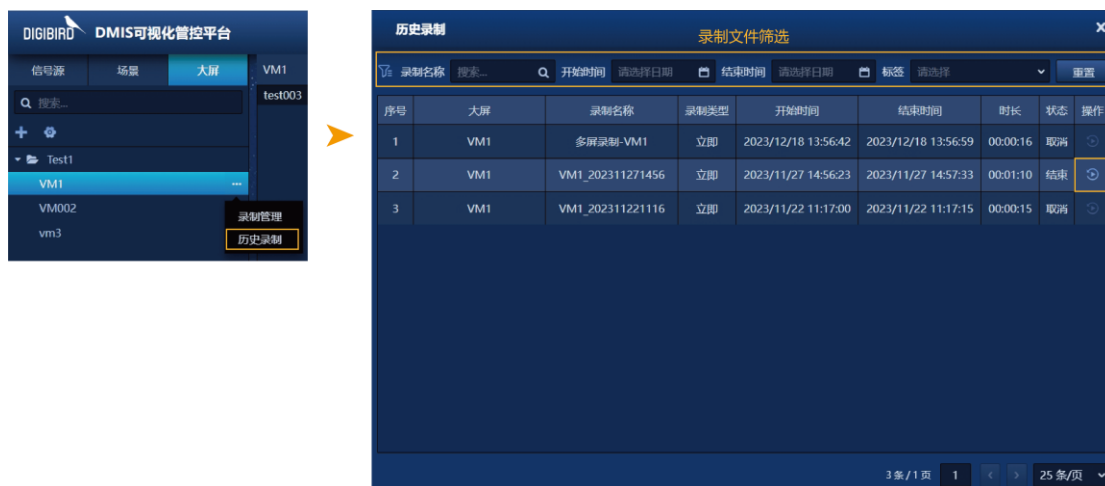 DIGIBIRD DMIS可视化管控平台
信号源 场景 大屏 VM1
搜索... test003
Test1
VM1 ...
VM002 录制管理
vm3 历史录制
历史录制
录制文件筛选
录制名称 搜索... 开始时间 请选择日期 结束时间 请选择日期 标签 请选择 重置
序号 大屏 录制名称 录制类型 开始时间 结束时间 时长 状态 操作
1 VM1 多屏录制-VM1 立即 2023/12/18 13:56:42 2023/12/18 13:56:59 00:00:16 取消
2 VM1 VM1_202311271456 立即 2023/11/27 14:56:23 2023/11/27 14:57:33 00:01:10 结束
3 VM1 VM1_202311221116 立即 2023/11/22 11:17:00 2023/11/22 11:17:15 00:00:15 取消
3 条 / 1 页 1 < > 25 条/页